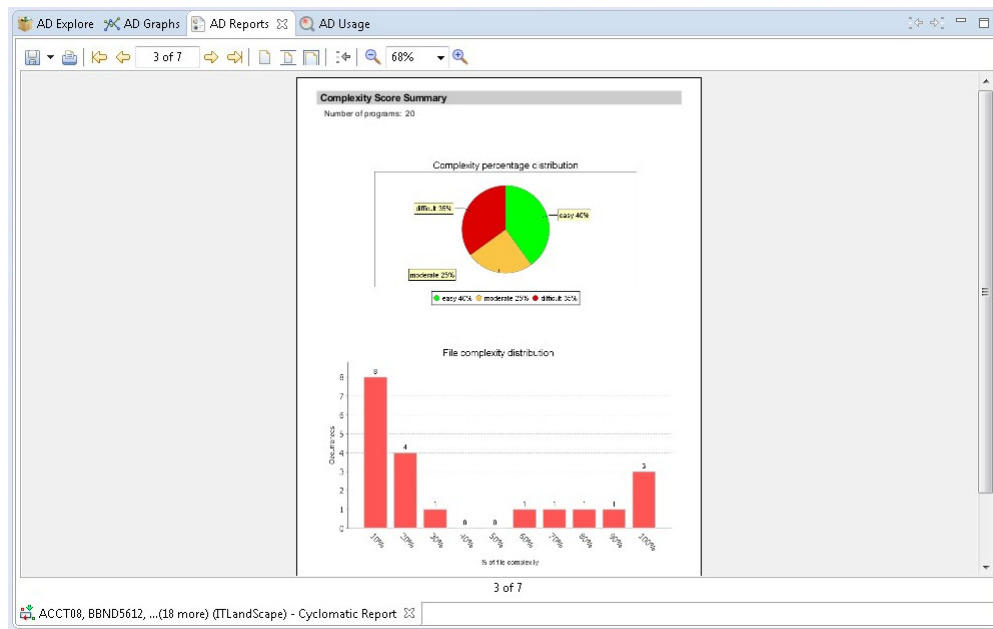 AD Explore AD Graphs AD Reports AD Usage
3 of 7 68%
Complexity Score Summary
Number of programs: 20
Complexity percentage distribution
difficult 35%
easy 40%
moderate 25%
easy 40% moderate 25% difficult 35%
File complexity distribution
Occurrences
8
7
6
5
4
3
2
1
0
8 4 1 0 0 1 1 1 1 3
10% 20% 30% 40% 50% 60% 70% 80% 90% 100%
% of file complexity
3 of 7
ACCT08, BBND5612, ...(18 more) (ITLandScape) - Cyclomatic Report